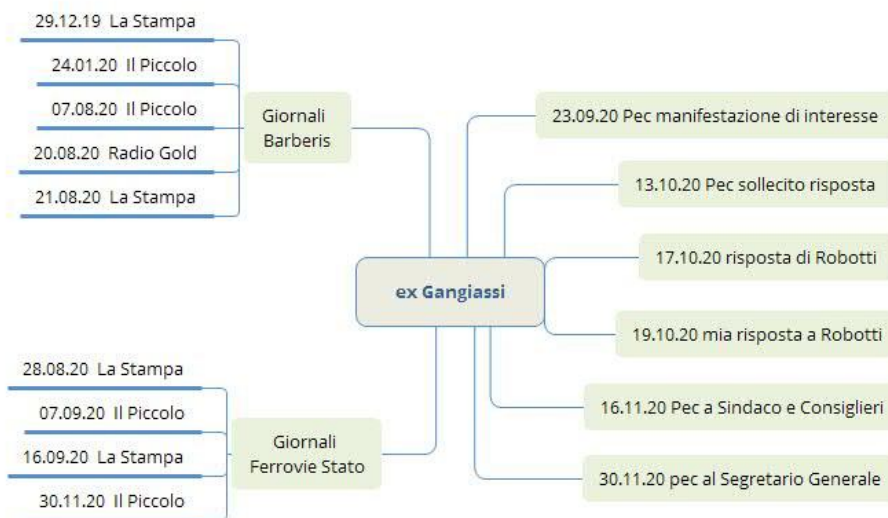 29.12.19 La Stampa
24.01.20 Il Piccolo
07.08.20 Il Piccolo
20.08.20 Radio Gold
21.08.20 La Stampa
Giornali
Barberis
28.08.20 La Stampa
07.09.20 Il Piccolo
16.09.20 La Stampa
30.11.20 Il Piccolo
Giornali
Ferrovie Stato
ex Gangiassi
23.09.20 Pec manifestazione di interesse
13.10.20 Pec sollecito risposta
17.10.20 risposta di Robotti
19.10.20 mia risposta a Robotti
16.11.20 Pec a Sindaco e Consiglieri
30.11.20 pec al Segretario Generale